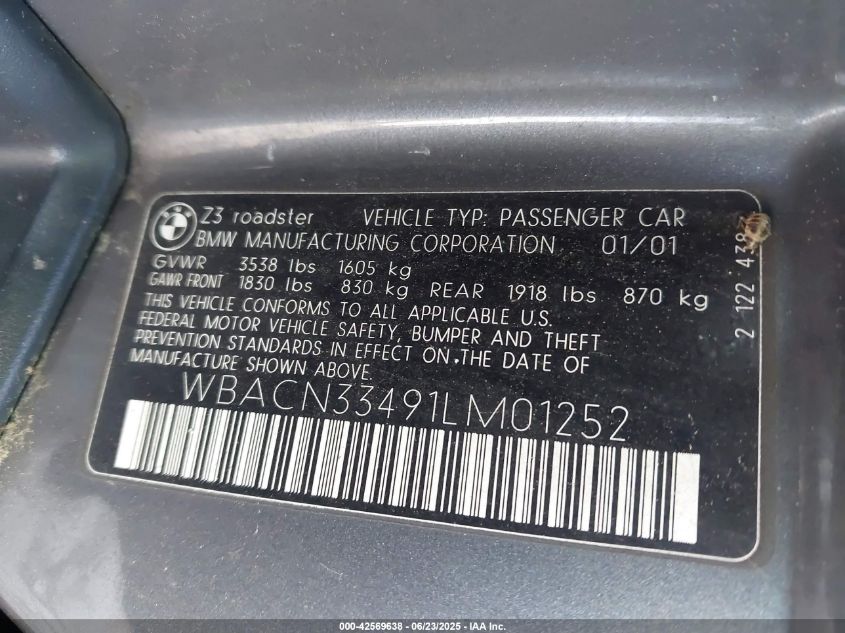 BMW
Z3 roadster VEHICLE TYP: PASSENGER CAR
BMW MANUFACTURING CORPORATION 01/01
GVWR 3538 lbs 1605 kg
GAWR FRONT 1830 lbs 830 kg REAR 1918 lbs 870 kg
THIS VEHICLE CONFORMS TO ALL APPLICABLE U.S.
FEDERAL MOTOR VEHICLE SAFETY, BUMPER AND THEFT
PREVENTION STANDARDS IN EFFECT ON THE DATE OF
MANUFACTURE SHOWN ABOVE.
WBACN33491LM01252
2 122 438
000-42569638 - 06/23/2025 - IAA Inc.